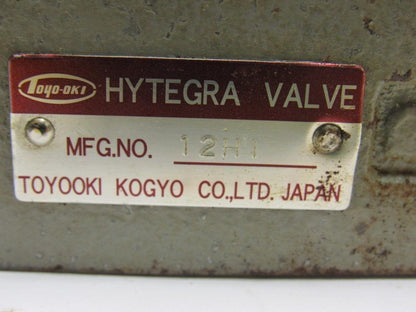 TOYO-OKI HYTEGRA VALVE
MFG.NO. 12H1
TOYOOKI KOGYO CO.,LTD. JAPAN